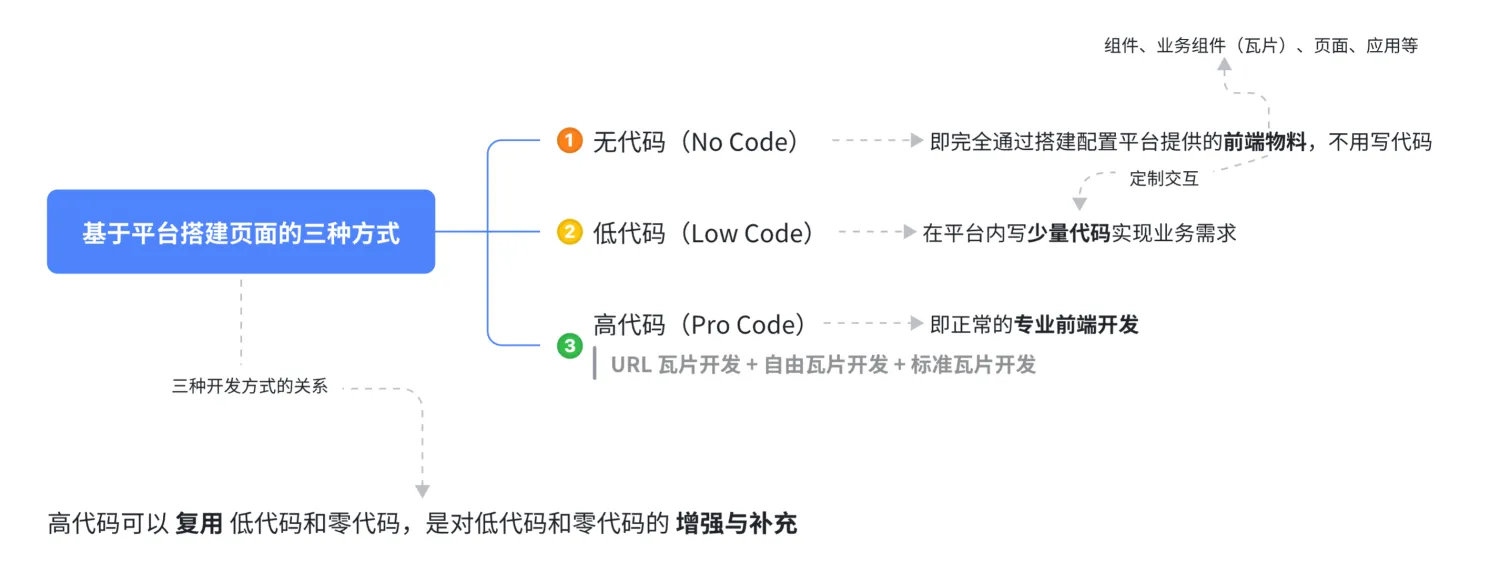 组件、业务组件（瓦片）、页面、应用等
1 无代码（No Code）
即完全通过搭建配置平台提供的前端物料，不用写代码
定制交互
基于平台搭建页面的三种方式
2 低代码（Low Code）
在平台内写少量代码实现业务需求
3 高代码（Pro Code）
即正常的专业前端开发
URL 瓦片开发 + 自由瓦片开发 + 标准瓦片开发
三种开发方式的关系
高代码可以 复用 低代码和零代码，是对低代码和零代码的 增强与补充